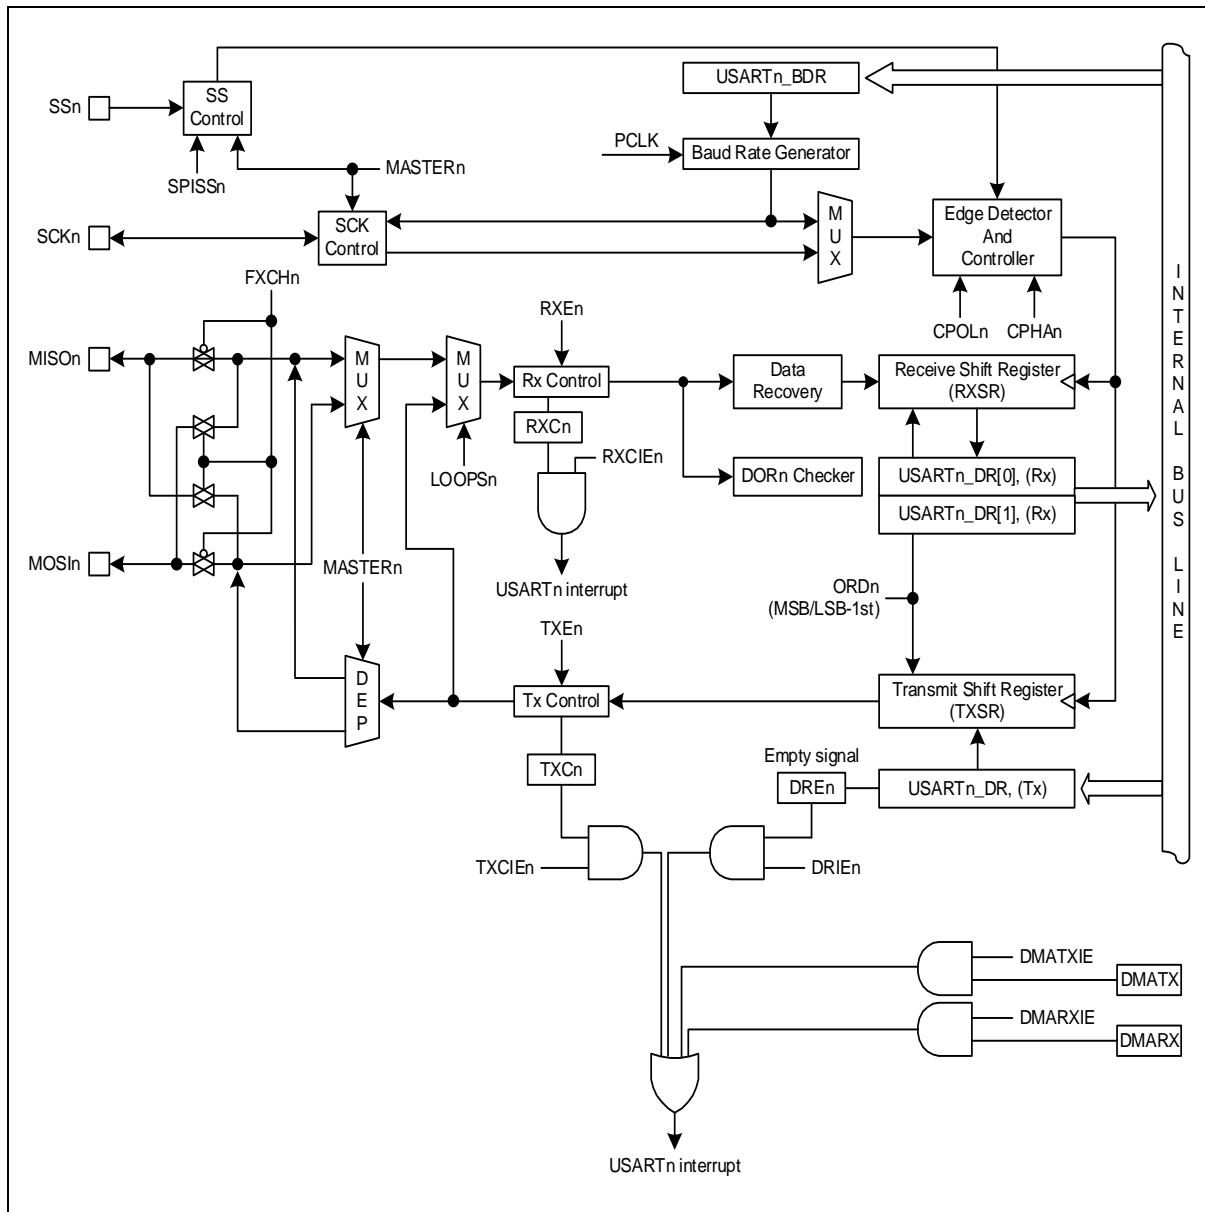 USARTn_BDR
SSn
SS
Control
PCLK
Baud Rate Generator
MASTERn
SPISSn
SCKn
SCK
Control
M
U
X
Edge Detector
And
Controller
FXCHn
RXEn
CPOLn
CPHAn
MISOn
M
U
X
M
U
X
Rx Control
Data
Recovery
Receive Shift Register
(RXSR)
RXCn
RXCIEn
LOOPSn
DORn Checker
USARTn_DR[0], (Rx)
USARTn_DR[1], (Rx)
MOSIn
MASTERn
USARTn interrupt
ORDn
(MSB/LSB-1st)
TXEn
D
E
P
Tx Control
Transmit Shift Register
(TXSR)
TXCn
Empty signal
DREn
USARTn_DR, (Tx)
TXCIEn
DRIEn
DMATXIE
DMATX
DMARXIE
DMARX
USARTn interrupt
I
N
T
E
R
N
A
L
B
U
S
L
I
N
E